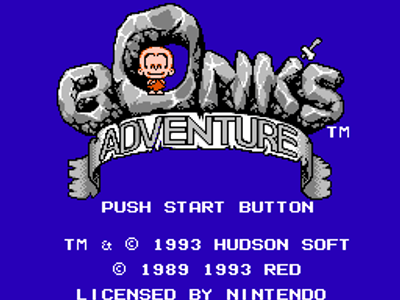 BONK'S
ADVENTURE
TM
PUSH START BUTTON
TM & © 1993 HUDSON SOFT
© 1989 1993 RED
LICENSED BY NINTENDO